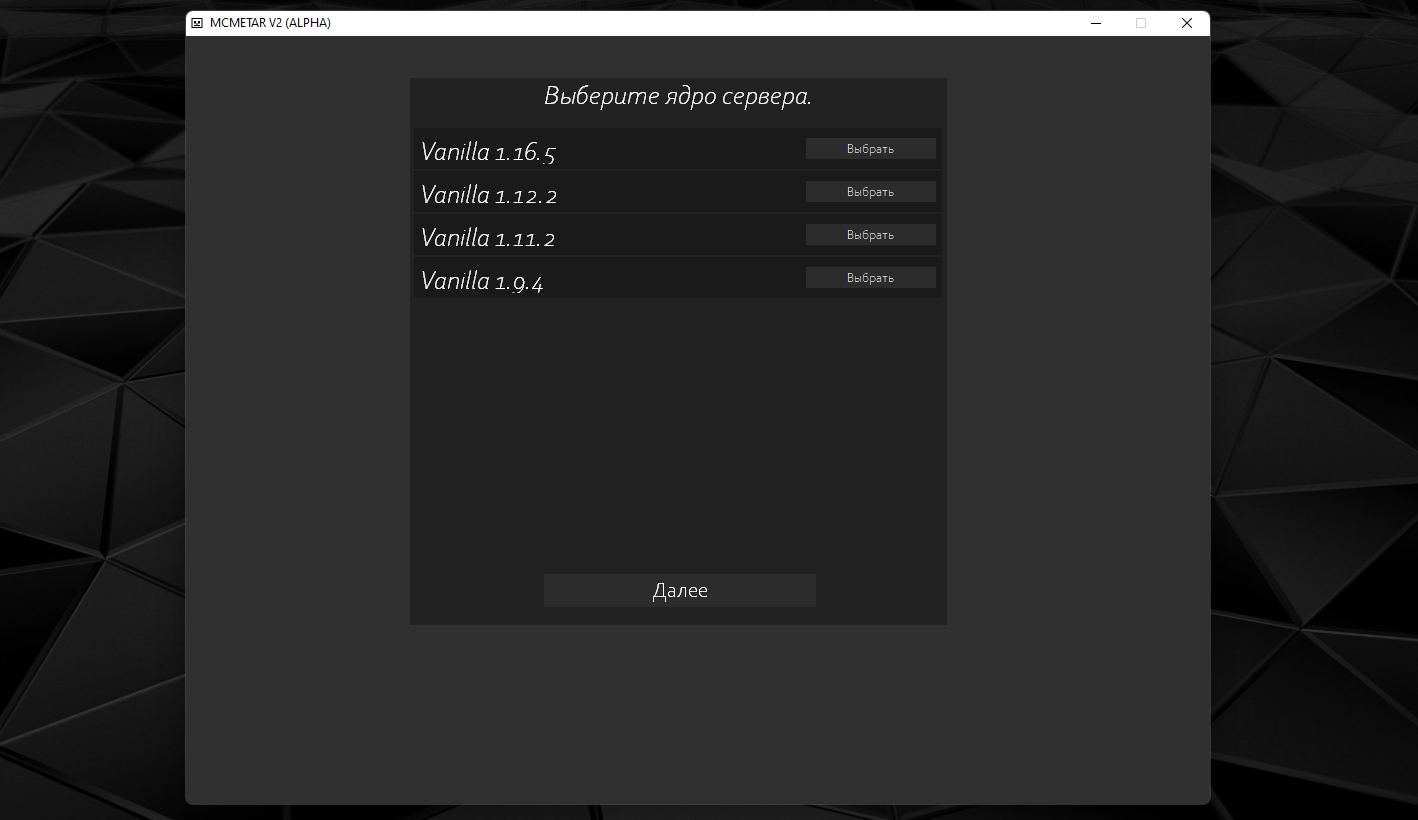 MCMETAR V2 (ALPHA)
Выберите ядро сервера.
Vanilla 1.16.5 Выбрать
Vanilla 1.12.2 Выбрать
Vanilla 1.11.2 Выбрать
Vanilla 1.9.4 Выбрать
Далее